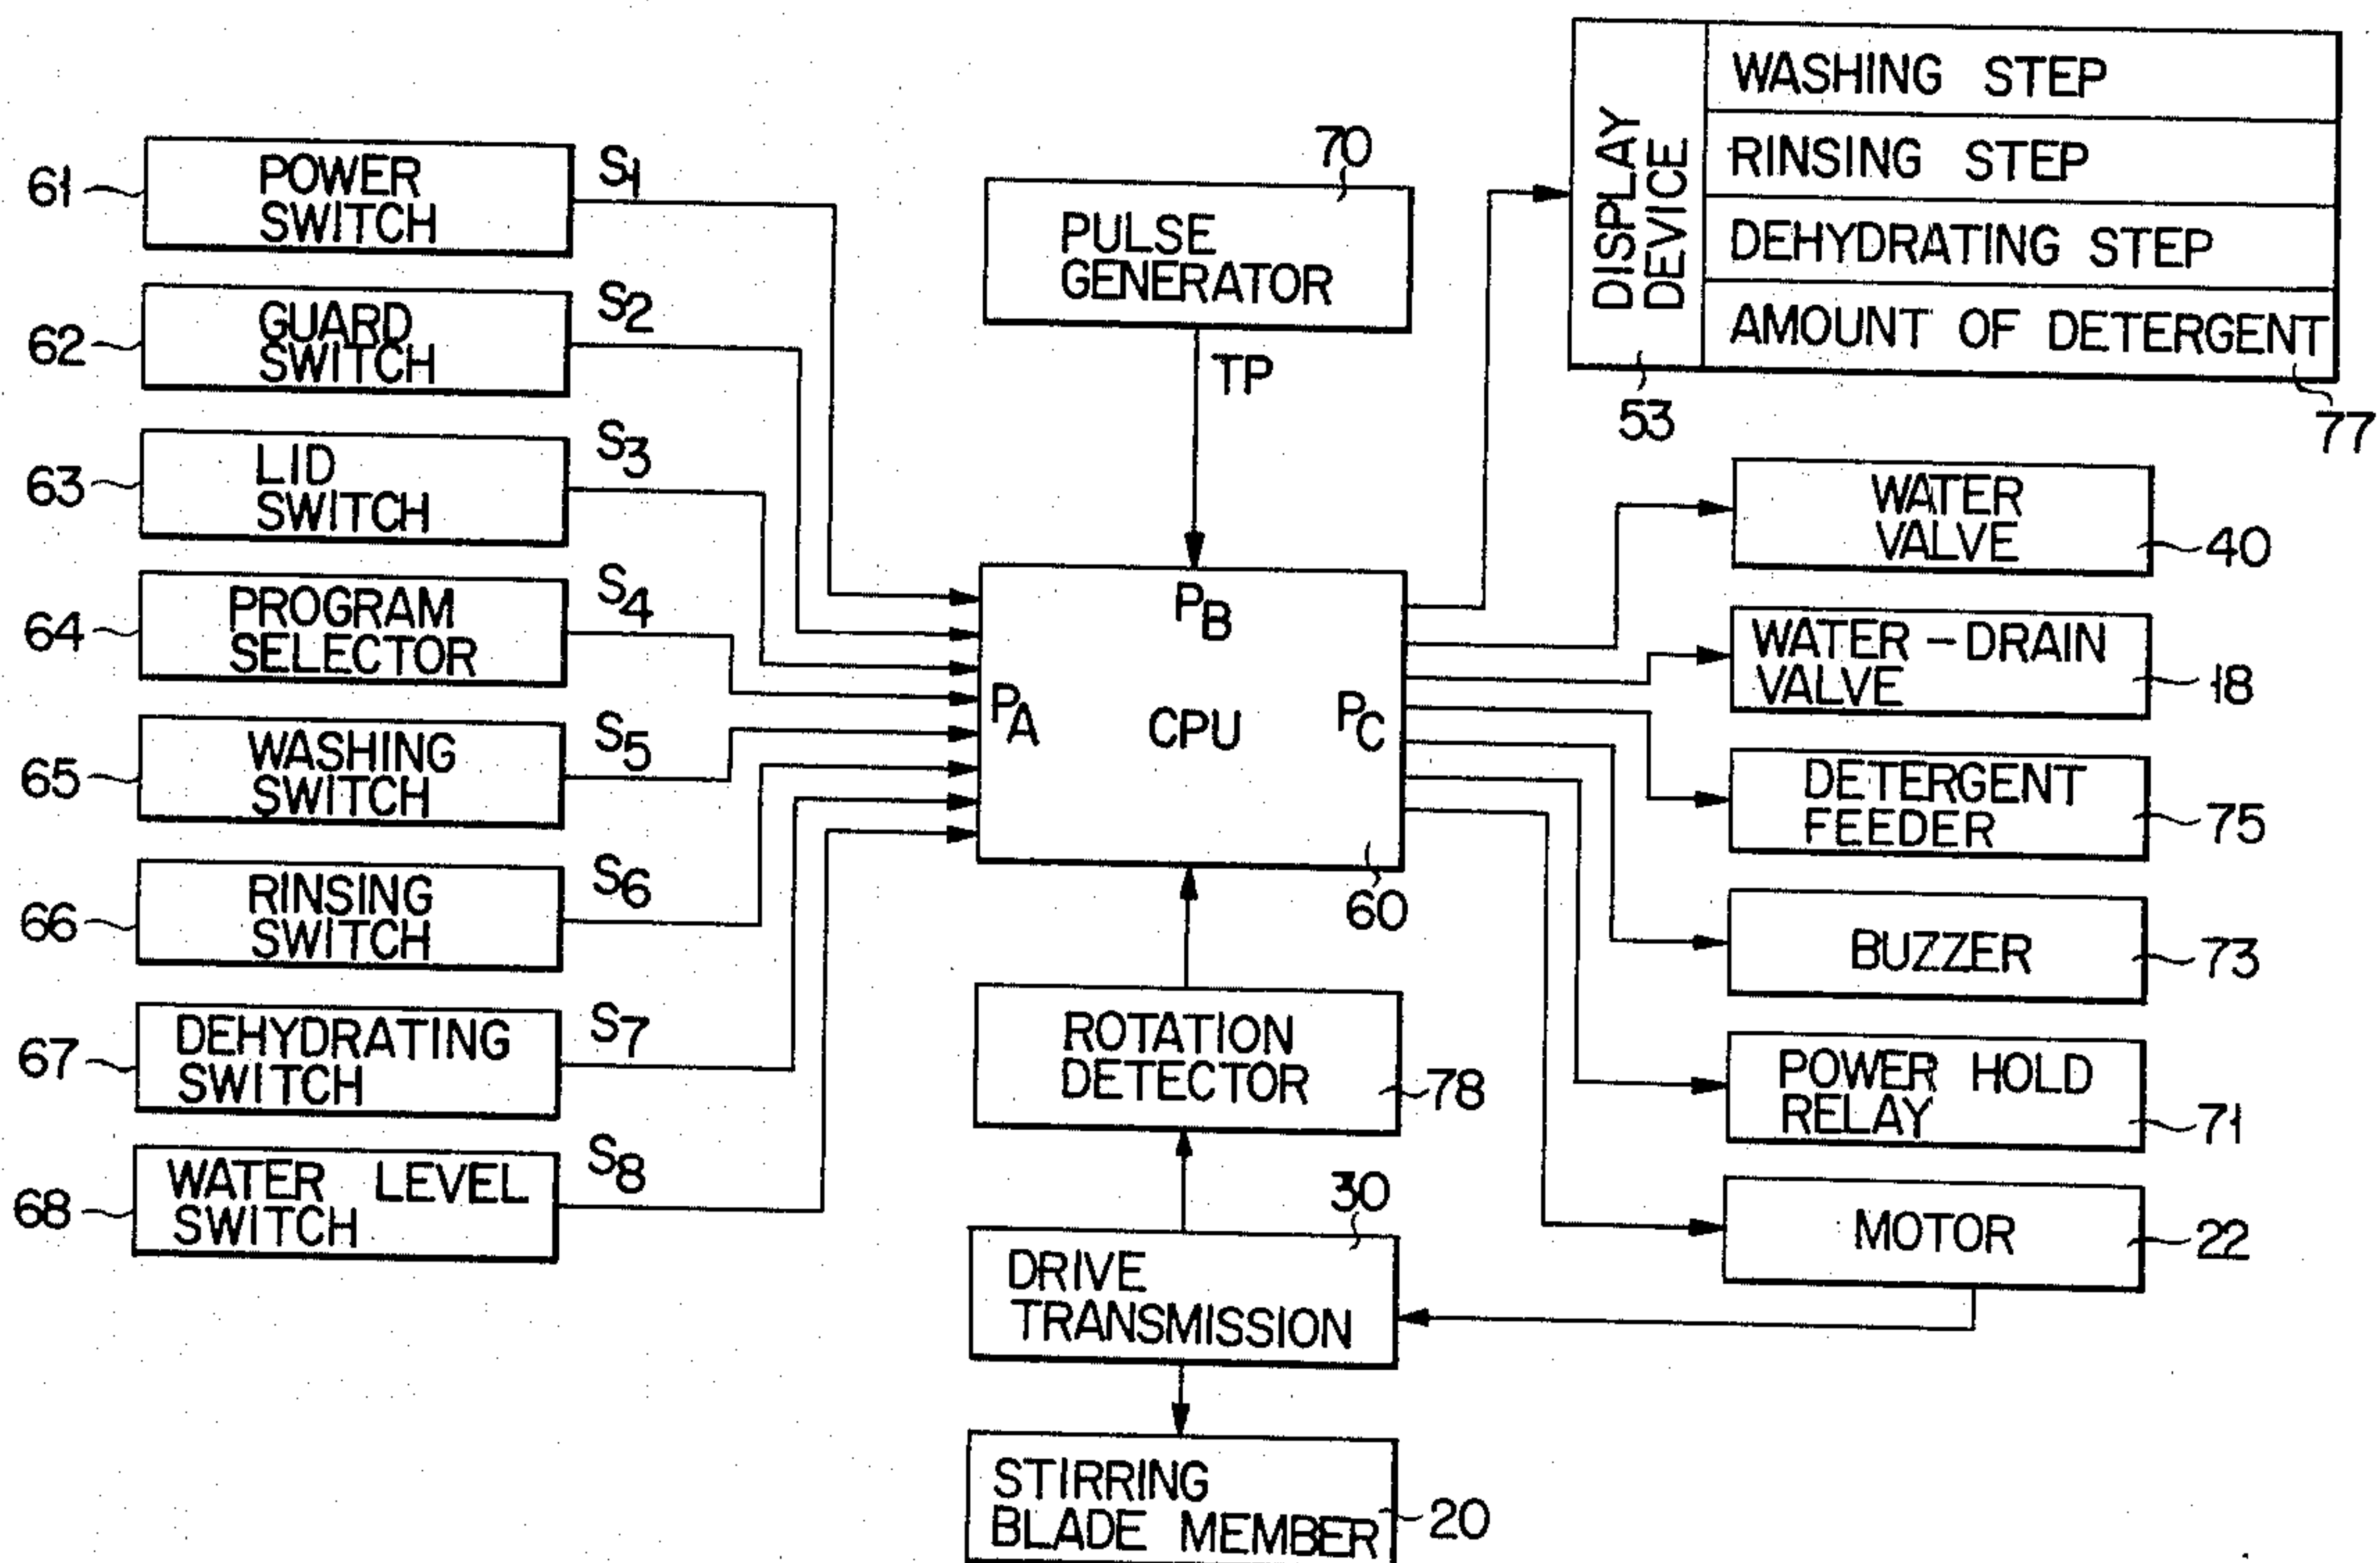 61
POWER
SWITCH
S1
62
GUARD
SWITCH
S2
63
LID
SWITCH
S3
64
PROGRAM
SELECTOR
S4
65
WASHING
SWITCH
S5
66
RINSING
SWITCH
S6
67
DEHYDRATING
SWITCH
S7
68
WATER LEVEL
SWITCH
S8
70
PULSE
GENERATOR
TP
PB
PA
CPU
PC
60
ROTATION
DETECTOR
78
30
DRIVE
TRANSMISSION
STIRRING
BLADE MEMBER
20
DISPLAY
DEVICE
WASHING STEP
RINSING STEP
DEHYDRATING STEP
AMOUNT OF DETERGENT
53
77
WATER
VALVE
40
WATER-DRAIN
VALVE
18
DETERGENT
FEEDER
75
BUZZER
73
POWER HOLD
RELAY
71
MOTOR
22